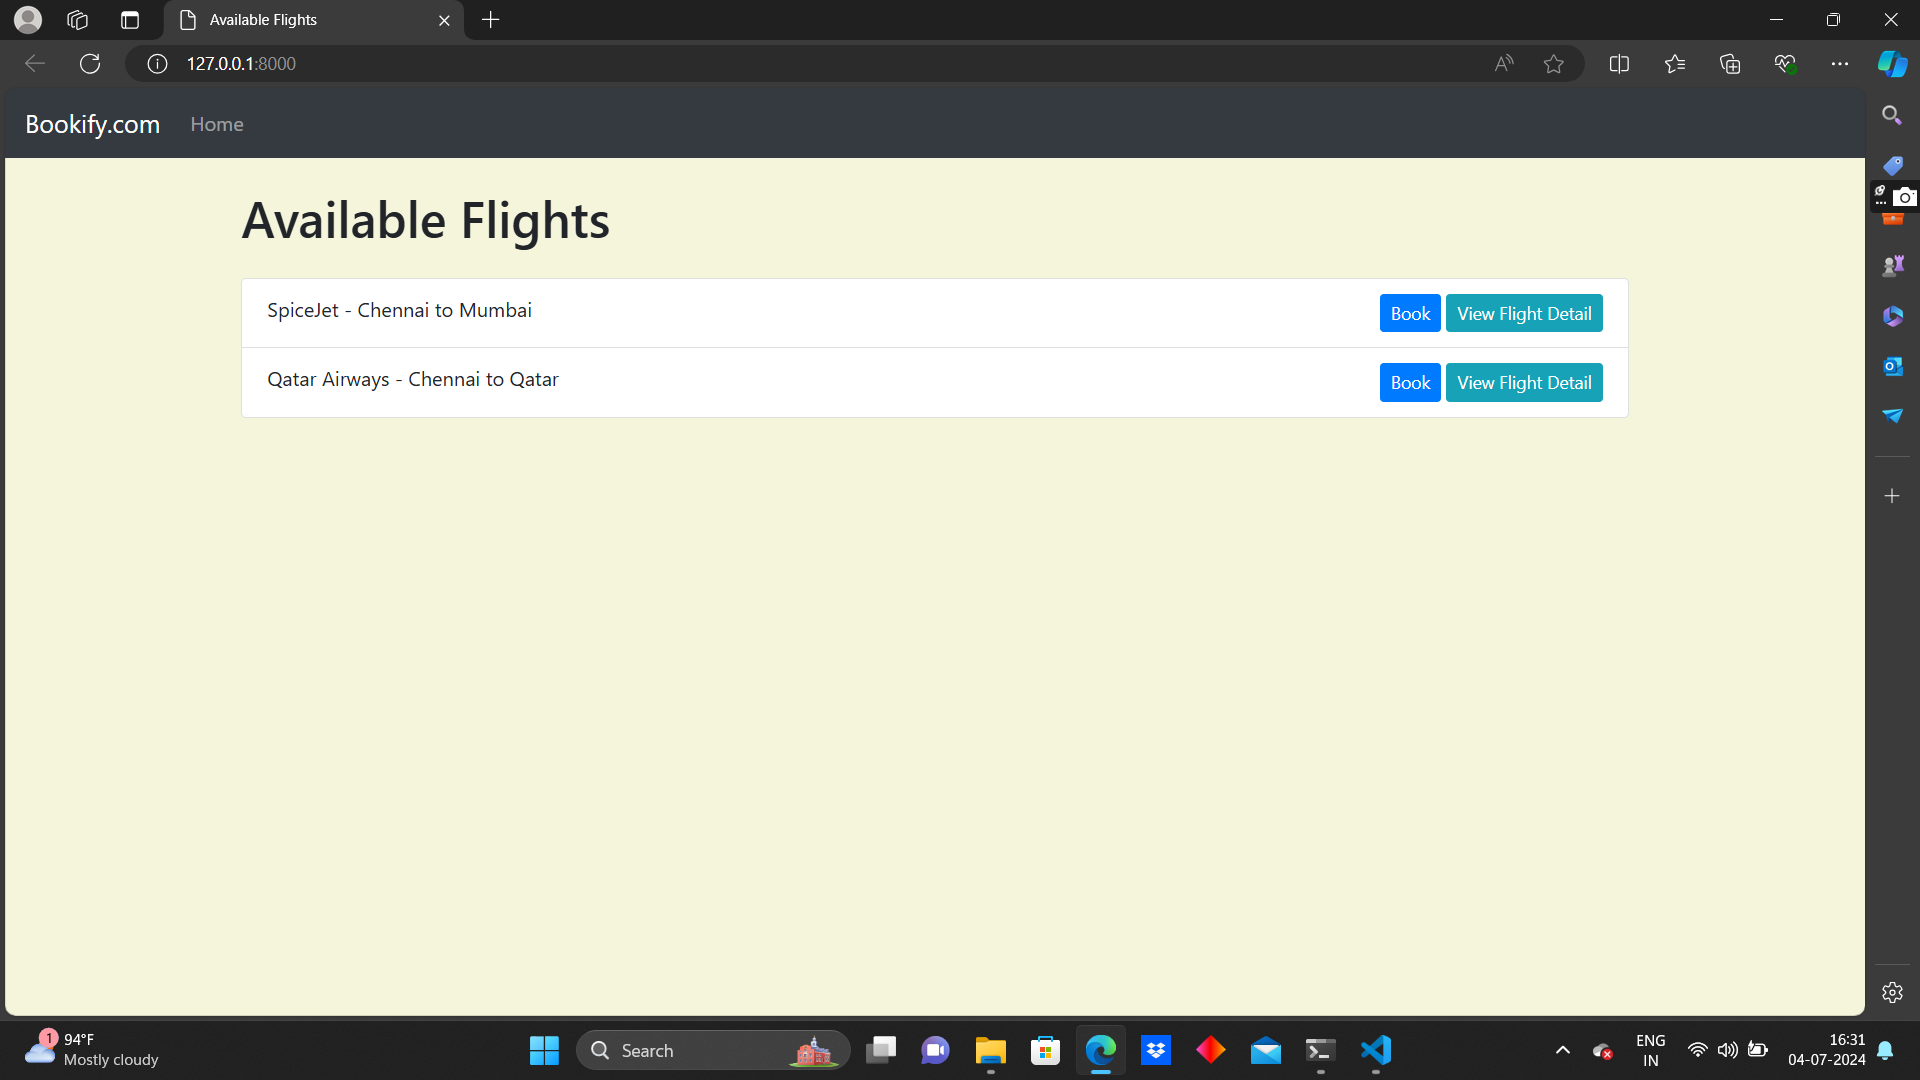 Available Flights
127.0.0.1:8000
Bookify.com Home
Available Flights
SpiceJet - Chennai to Mumbai Book View Flight Detail
Qatar Airways - Chennai to Qatar Book View Flight Detail
1 94°F
Mostly cloudy
Search
ENG
IN
16:31
04-07-2024